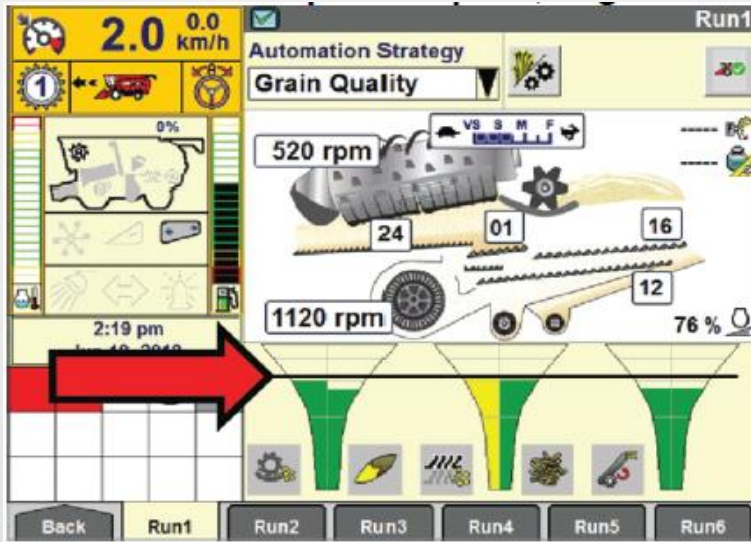 Run1
2.0 0.0 km/h
Automation Strategy
Grain Quality
1
0%
VS S M F
520 rpm
24
01
16
12
1120 rpm
76 %
2:19 pm
Back
Run1
Run2
Run3
Run4
Run5
Run6